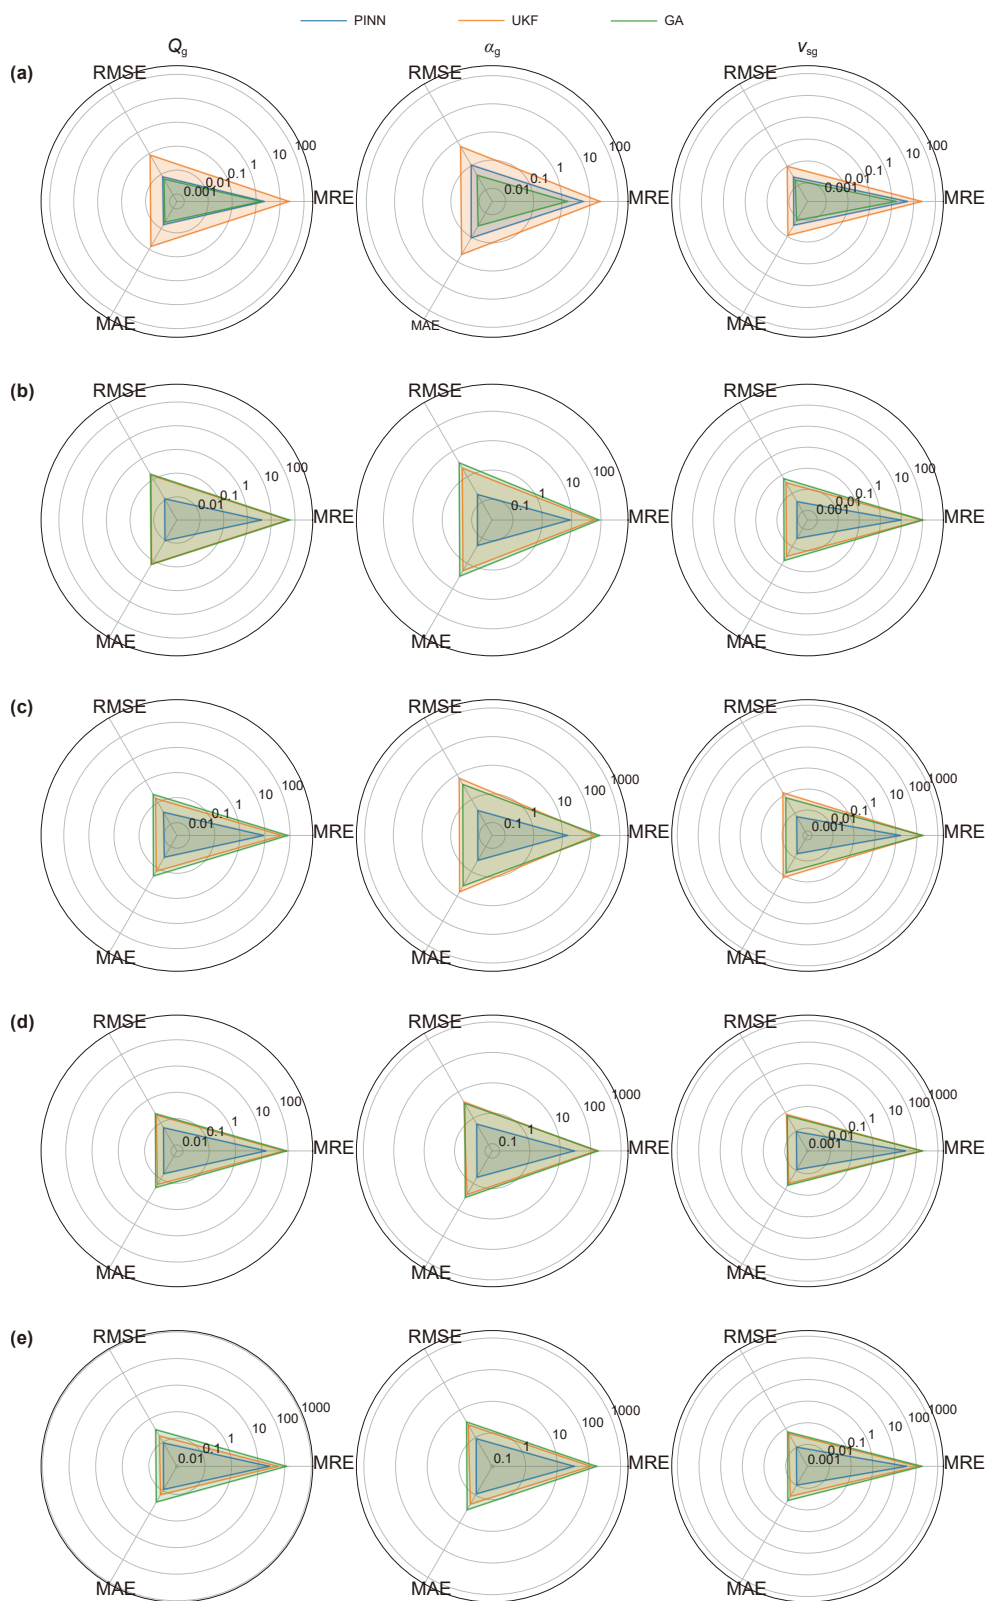 PINN UKF GA
Qg αg vsg
(a) RMSE RMSE RMSE
0.001 0.01 0.1 1 10 100 MRE
0.01 0.1 1 10 100 MRE
0.001 0.01 0.1 1 10 100 MRE
MAE MAE MAE
(b) RMSE RMSE RMSE
0.01 0.1 1 10 100 MRE
0.1 1 10 100 MRE
0.001 0.01 0.1 1 10 100 MRE
MAE MAE MAE
(c) RMSE RMSE RMSE
0.01 0.1 1 10 100 MRE
0.1 1 10 100 1000 MRE
0.001 0.01 0.1 1 10 100 1000 MRE
MAE MAE MAE
(d) RMSE RMSE RMSE
0.01 0.1 1 10 100 MRE
0.1 1 10 100 1000 MRE
0.001 0.01 0.1 1 10 100 1000 MRE
MAE MAE MAE
(e) RMSE RMSE RMSE
0.01 0.1 1 10 100 1000 MRE
0.1 1 10 100 1000 MRE
0.001 0.01 0.1 1 10 100 1000 MRE
MAE MAE MAE